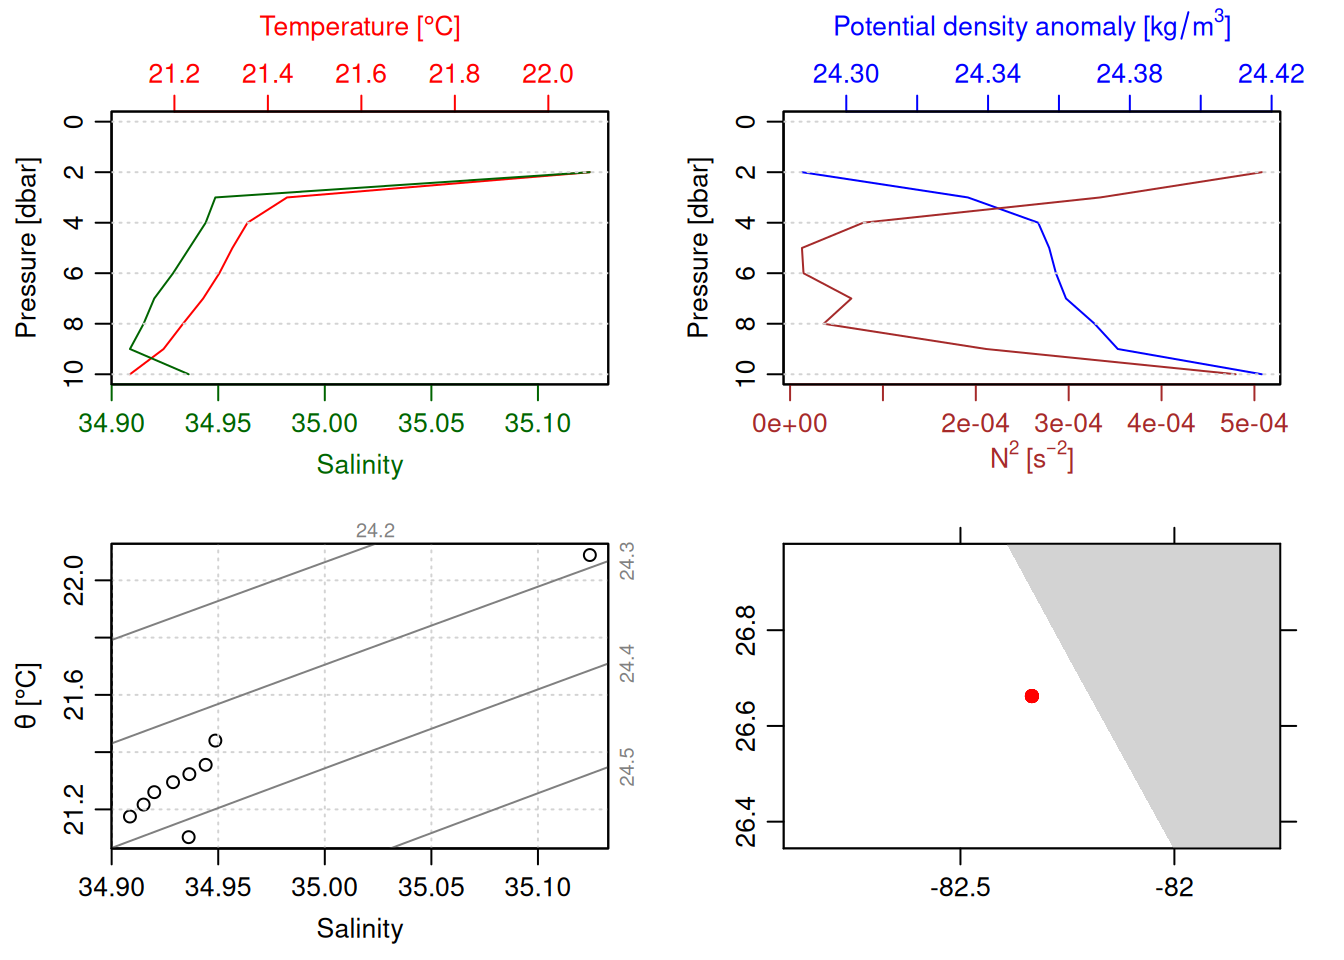 Temperature [°C]
21.2 21.4 21.6 21.8 22.0
Pressure [dbar]
0
2
4
6
8
10
34.90 34.95 35.00 35.05 35.10
Salinity
Potential density anomaly [kg/m³]
24.30 24.34 24.38 24.42
Pressure [dbar]
0
2
4
6
8
10
0e+00 2e-04 3e-04 4e-04 5e-04
N² [s⁻²]
24.2
24.3
24.4
24.5
θ [°C]
22.0
21.6
21.2
34.90 34.95 35.00 35.05 35.10
Salinity
26.8
26.6
26.4
-82.5 -82